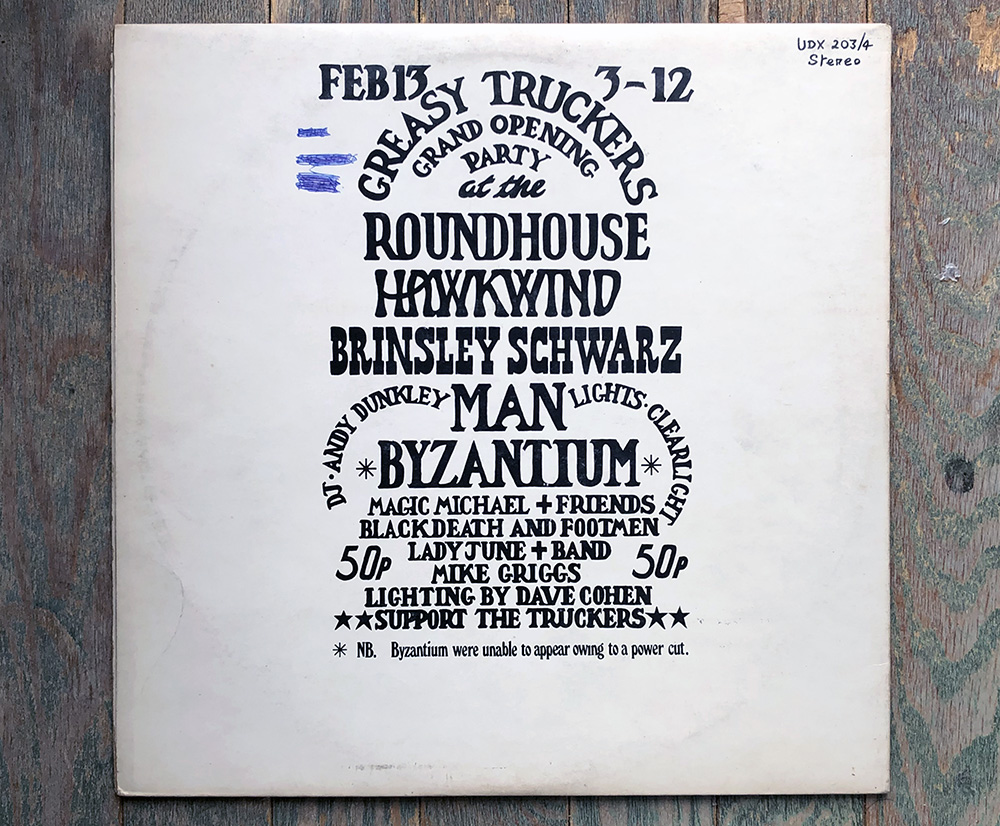 UDX 203/4
Stereo
FEB 13 3-12
GREASY TRUCKERS
GRAND OPENING
PARTY
at the
ROUNDHOUSE
HAWKWIND
BRINSLEY SCHWARZ
DJ·ANDY DUNKLEY MAN LIGHTS·CLEARLIGHT
*BYZANTIUM*
MAGIC MICHAEL + FRIENDS
BLACKDEATH AND FOOTMEN
50P LADY JUNE + BAND 50P
MIKE GRIGGS
LIGHTING BY DAVE COHEN
★★SUPPORT THE TRUCKERS★★
* NB. Byzantium were unable to appear owing to a power cut.